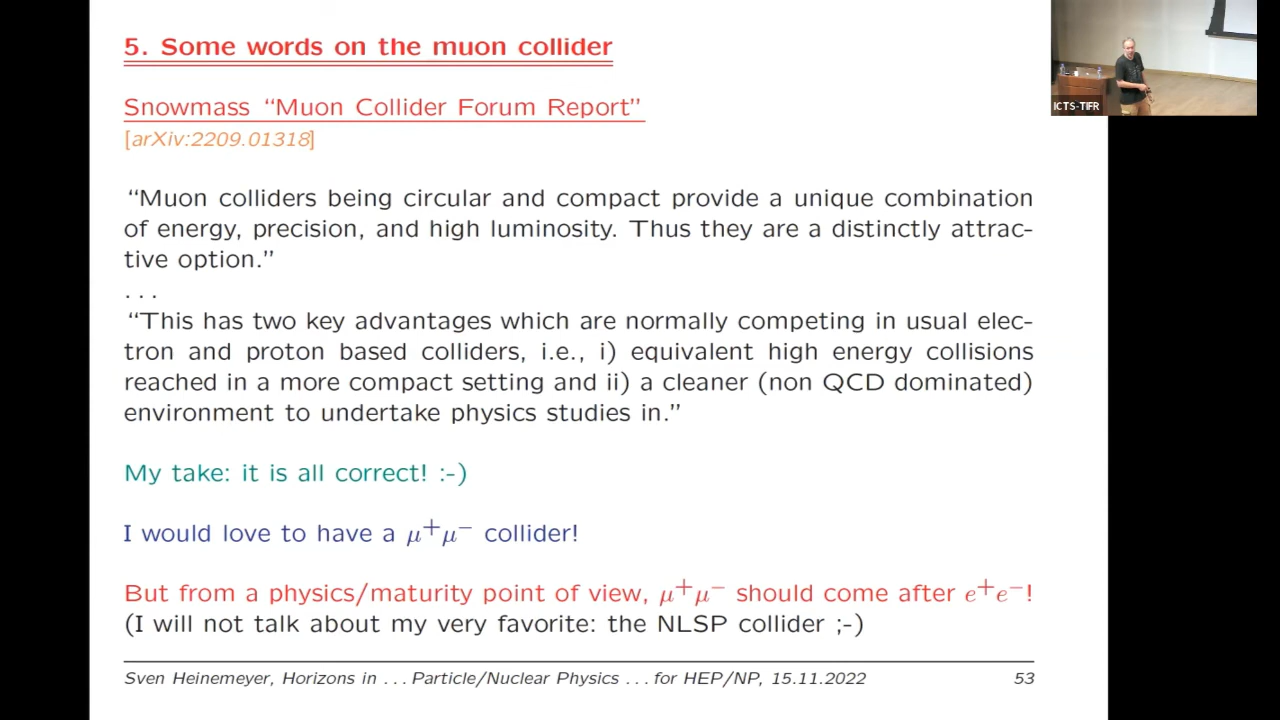 5. Some words on the muon collider
Snowmass “Muon Collider Forum Report”
[arXiv:2209.01318]
“Muon colliders being circular and compact provide a unique combination
of energy, precision, and high luminosity. Thus they are a distinctly attrac-
tive option.”
. . .
“This has two key advantages which are normally competing in usual elec-
tron and proton based colliders, i.e., i) equivalent high energy collisions
reached in a more compact setting and ii) a cleaner (non QCD dominated)
environment to undertake physics studies in.”
My take: it is all correct! :-)
I would love to have a μ⁺μ⁻ collider!
But from a physics/maturity point of view, μ⁺μ⁻ should come after e⁺e⁻!
(I will not talk about my very favorite: the NLSP collider ;-)
Sven Heinemeyer, Horizons in . . . Particle/Nuclear Physics . . . for HEP/NP, 15.11.2022 53
ICTS-TIFR